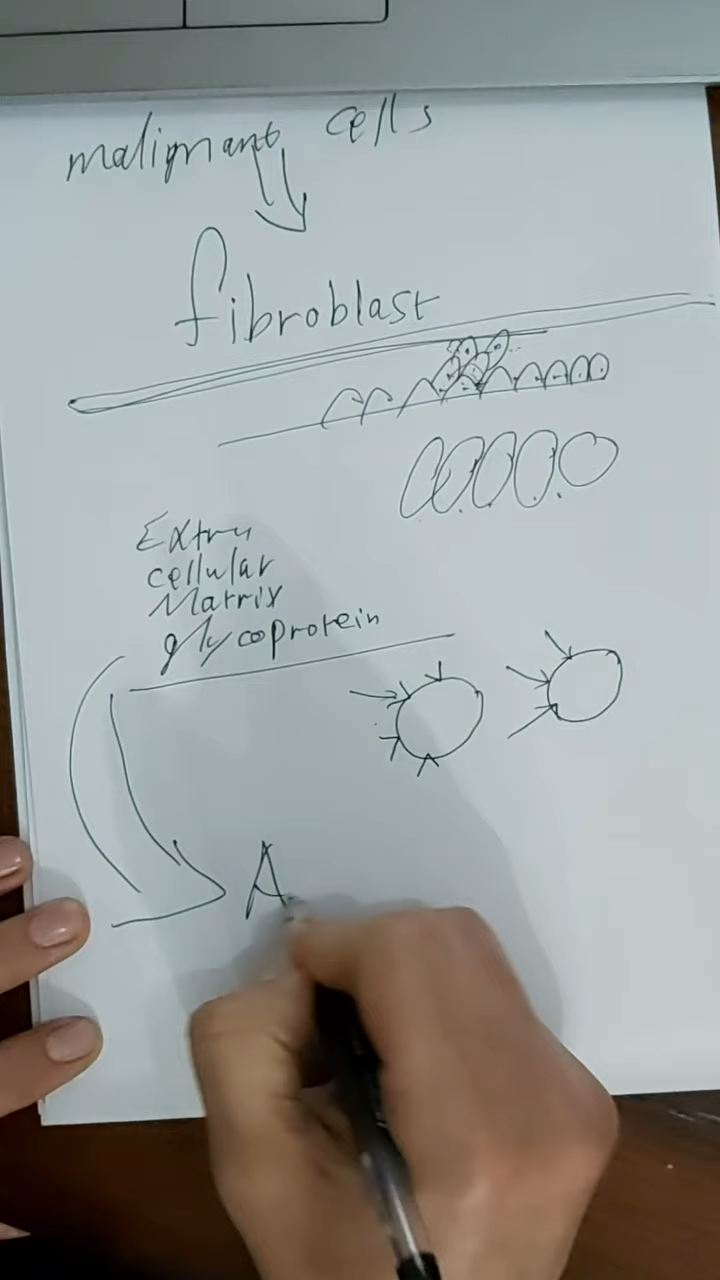 malignant cells
fibroblast
Extra
cellular
Matrix
glycoprotein
A